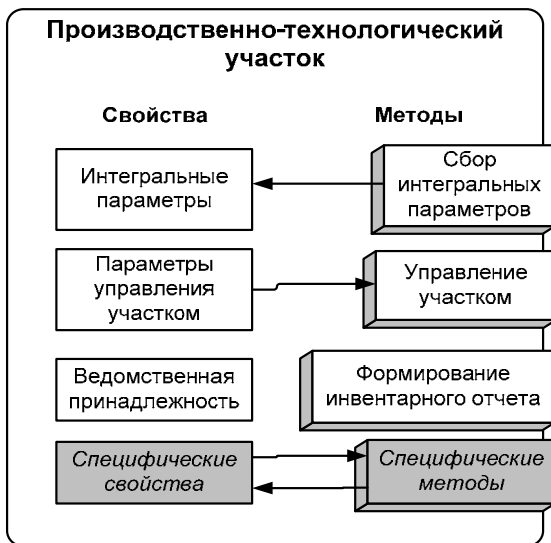 Производственно-технологический
участок
Свойства
Методы
Интегральные
параметры
Сбор
интегральных
параметров
Параметры
управления
участком
Управление
участком
Ведомственная
принадлежность
Формирование
инвентарного отчета
Специфические
свойства
Специфические
методы